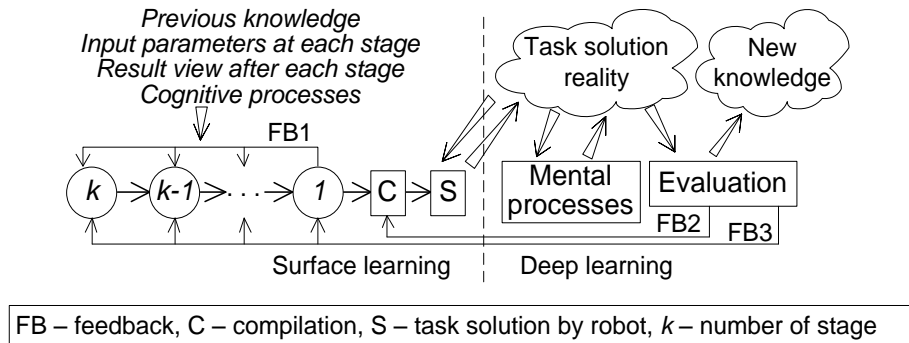 Previous knowledge
Input parameters at each stage
Result view after each stage
Cognitive processes
FB1
Task solution
reality
New
knowledge
k
k-1
. . .
1
C
S
Mental
processes
Evaluation
FB2
FB3
Surface learning
Deep learning
FB – feedback, C – compilation, S – task solution by robot, k – number of stage